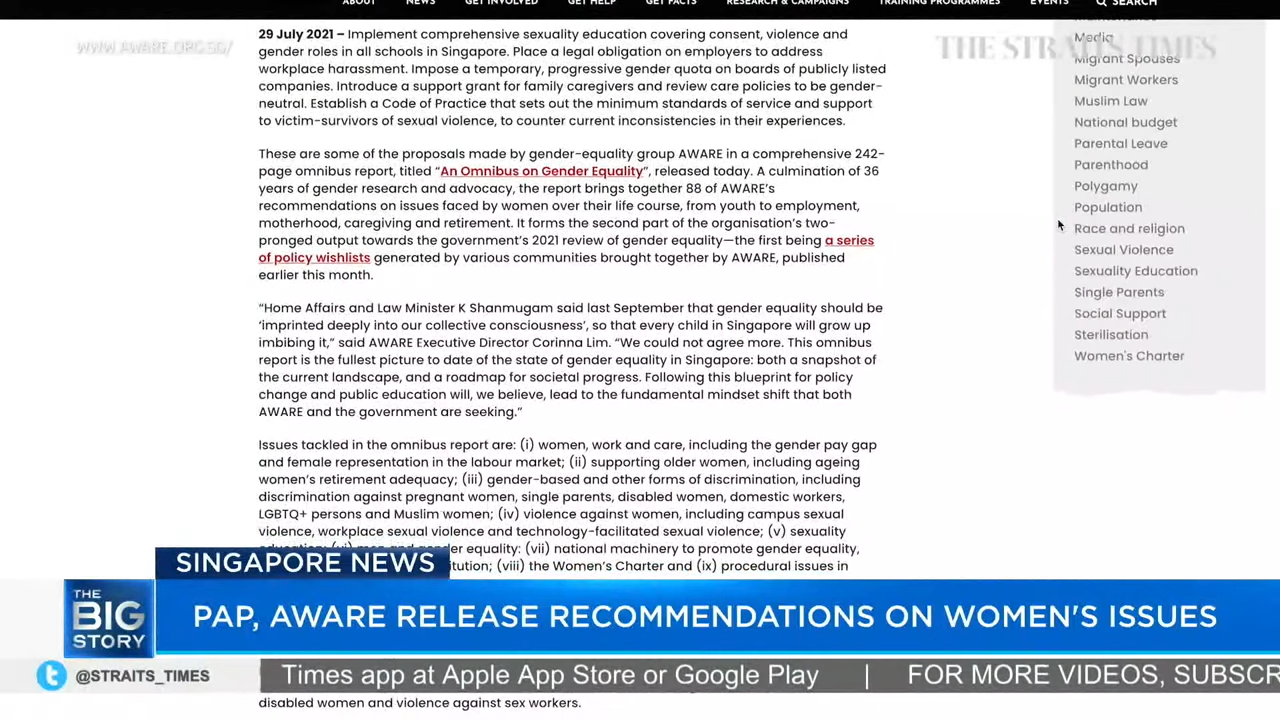 ABOUT NEWS GET INVOLVED GET HELP GET FACTS RESEARCH & CAMPAIGNS TRAINING PROGRAMMES EVENTS SEARCH
WWW.AWARE.ORG.SG/
THE STRAITS TIMES
29 July 2021 – Implement comprehensive sexuality education covering consent, violence and
gender roles in all schools in Singapore. Place a legal obligation on employers to address
workplace harassment. Impose a temporary, progressive gender quota on boards of publicly listed
companies. Introduce a support grant for family caregivers and review care policies to be gender-
neutral. Establish a Code of Practice that sets out the minimum standards of service and support
to victim-survivors of sexual violence, to counter current inconsistencies in their experiences.
These are some of the proposals made by gender-equality group AWARE in a comprehensive 242-
page omnibus report, titled “An Omnibus on Gender Equality”, released today. A culmination of 36
years of gender research and advocacy, the report brings together 88 of AWARE’s
recommendations on issues faced by women over their life course, from youth to employment,
motherhood, caregiving and retirement. It forms the second part of the organisation’s two-
pronged output towards the government’s 2021 review of gender equality—the first being a series
of policy wishlists generated by various communities brought together by AWARE, published
earlier this month.
“Home Affairs and Law Minister K Shanmugam said last September that gender equality should be
‘imprinted deeply into our collective consciousness’, so that every child in Singapore will grow up
imbibing it,” said AWARE Executive Director Corinna Lim. “We could not agree more. This omnibus
report is the fullest picture to date of the state of gender equality in Singapore: both a snapshot of
the current landscape, and a roadmap for societal progress. Following this blueprint for policy
change and public education will, we believe, lead to the fundamental mindset shift that both
AWARE and the government are seeking.”
Issues tackled in the omnibus report are: (i) women, work and care, including the gender pay gap
and female representation in the labour market; (ii) supporting older women, including ageing
women’s retirement adequacy; (iii) gender-based and other forms of discrimination, including
discrimination against pregnant women, single parents, disabled women, domestic workers,
LGBTQ+ persons and Muslim women; (iv) violence against women, including campus sexual
violence, workplace sexual violence and technology-facilitated sexual violence; (v) sexuality
education; (vi) men and gender equality: (vii) national machinery to promote gender equality,
(viii) the Women’s Charter and (ix) procedural issues in
disabled women and violence against sex workers.
Maintenance
Media
Migrant Spouses
Migrant Workers
Muslim Law
National budget
Parental Leave
Parenthood
Polygamy
Population
Race and religion
Sexual Violence
Sexuality Education
Single Parents
Social Support
Sterilisation
Women's Charter
SINGAPORE NEWS
THE
BIG
STORY
PAP, AWARE RELEASE RECOMMENDATIONS ON WOMEN'S ISSUES
@STRAITS_TIMES
Times app at Apple App Store or Google Play | FOR MORE VIDEOS, SUBSCR